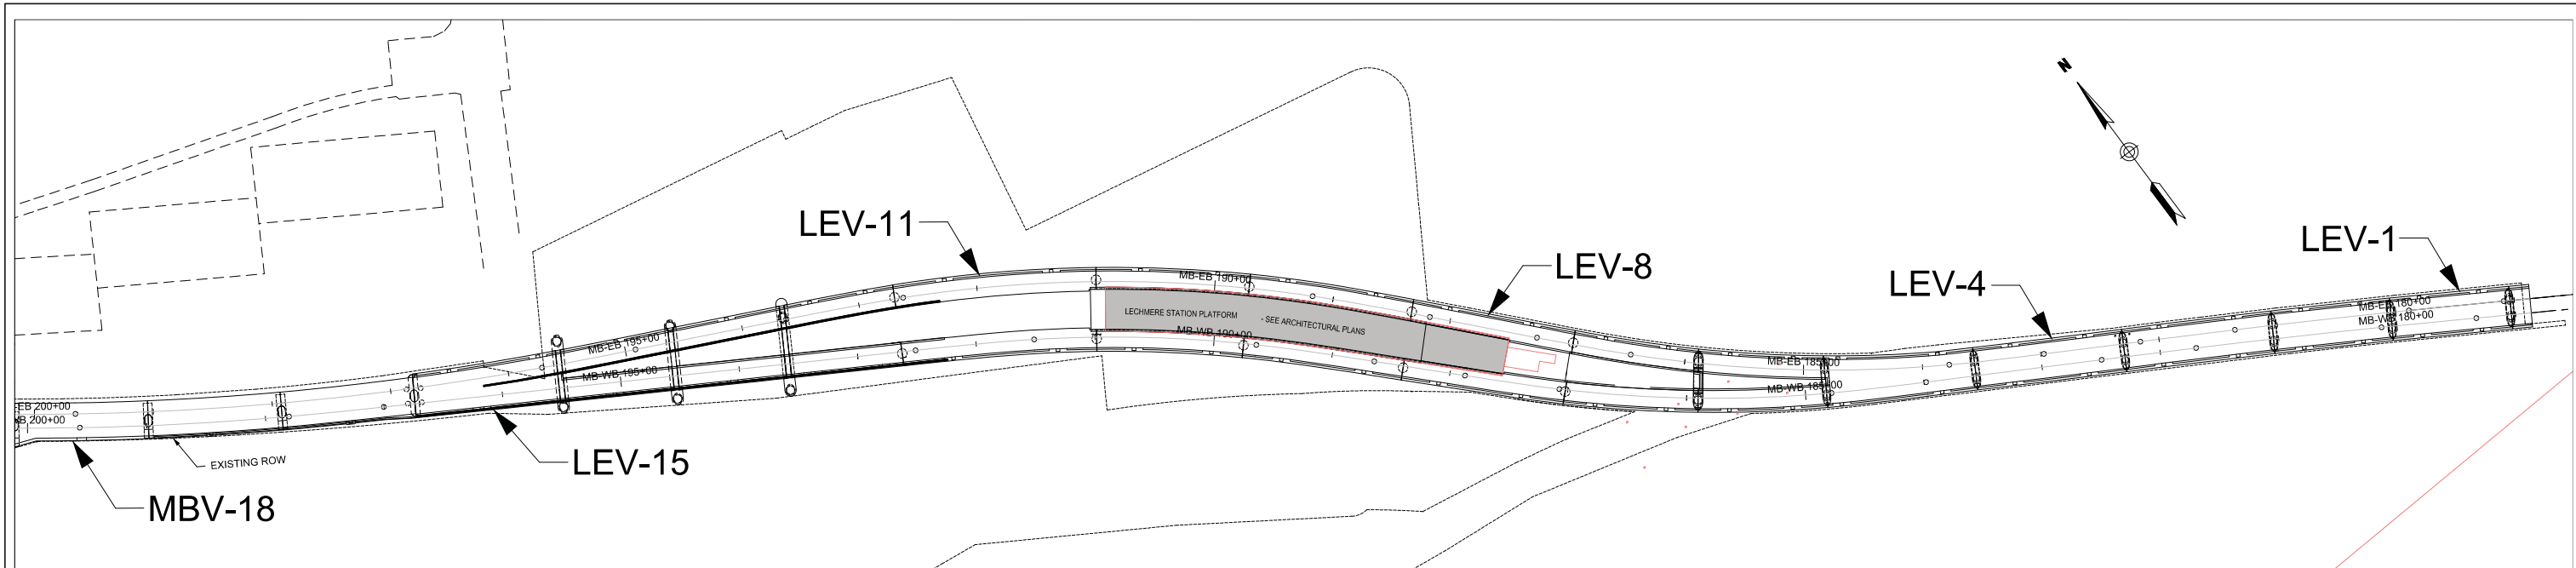 N
LEV-11
LEV-1
LEV-8
LEV-4
MB-EB 190+00
MB-EB 180+00
MB-WB 180+00
LECHMERE STATION PLATFORM - SEE ARCHITECTURAL PLANS
MB-WB 190+00
MB-EB 195+00
MB-WB 195+00
MB-EB 185+00
MB-WB 185+00
EB 200+00
B 200+00
EXISTING ROW
LEV-15
MBV-18